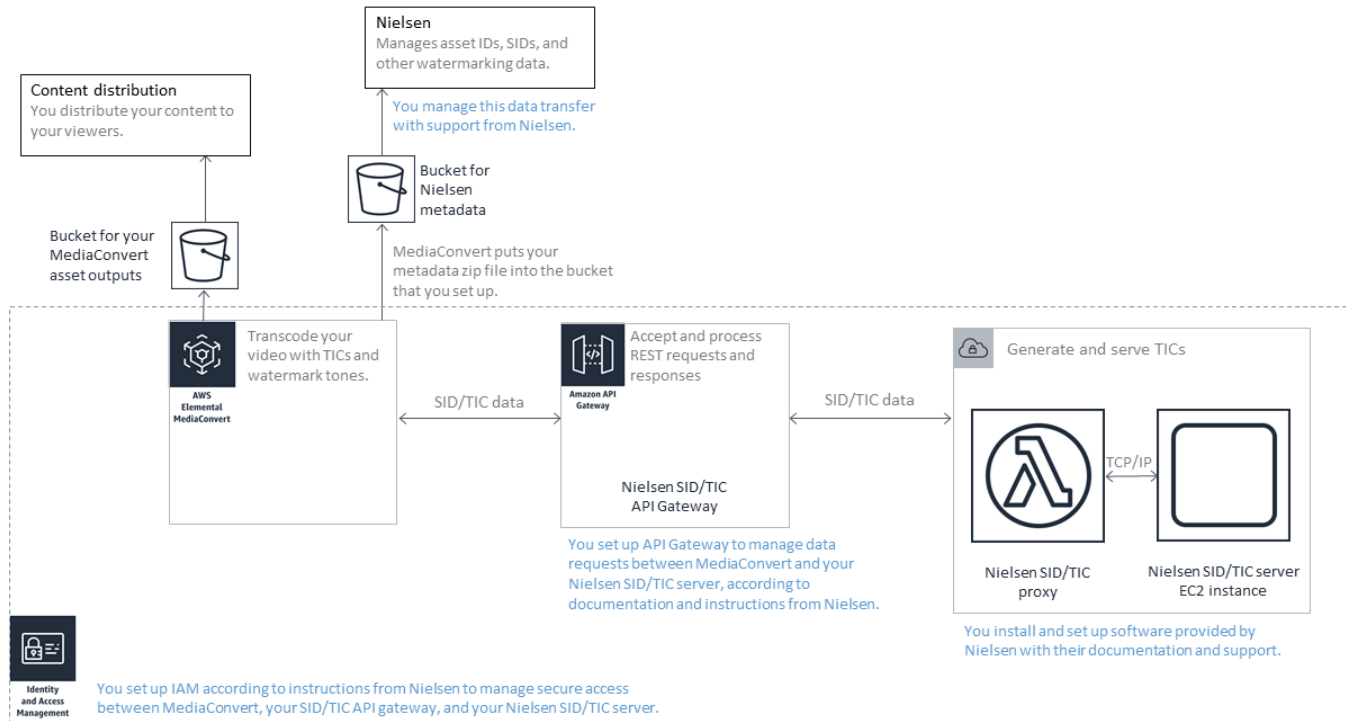 Nielsen
Manages asset IDs, SIDs, and
other watermarking data.
Content distribution
You distribute your content to
your viewers.
You manage this data transfer
with support from Nielsen.
Bucket for
Nielsen
metadata
Bucket for your
MediaConvert
asset outputs
MediaConvert puts your
metadata zip file into the bucket
that you set up.
Transcode your
video with TICs and
watermark tones.
AWS
Elemental
MediaConvert
SID/TIC data
Accept and process
REST requests and
responses
Amazon API
Gateway
Nielsen SID/TIC
API Gateway
SID/TIC data
Generate and serve TICs
TCP/IP
Nielsen SID/TIC
proxy
Nielsen SID/TIC server
EC2 instance
You set up API Gateway to manage data
requests between MediaConvert and your
Nielsen SID/TIC server, according to
documentation and instructions from Nielsen.
You install and set up software provided by
Nielsen with their documentation and support.
Identity
and Access
Management
You set up IAM according to instructions from Nielsen to manage secure access
between MediaConvert, your SID/TIC API gateway, and your Nielsen SID/TIC server.